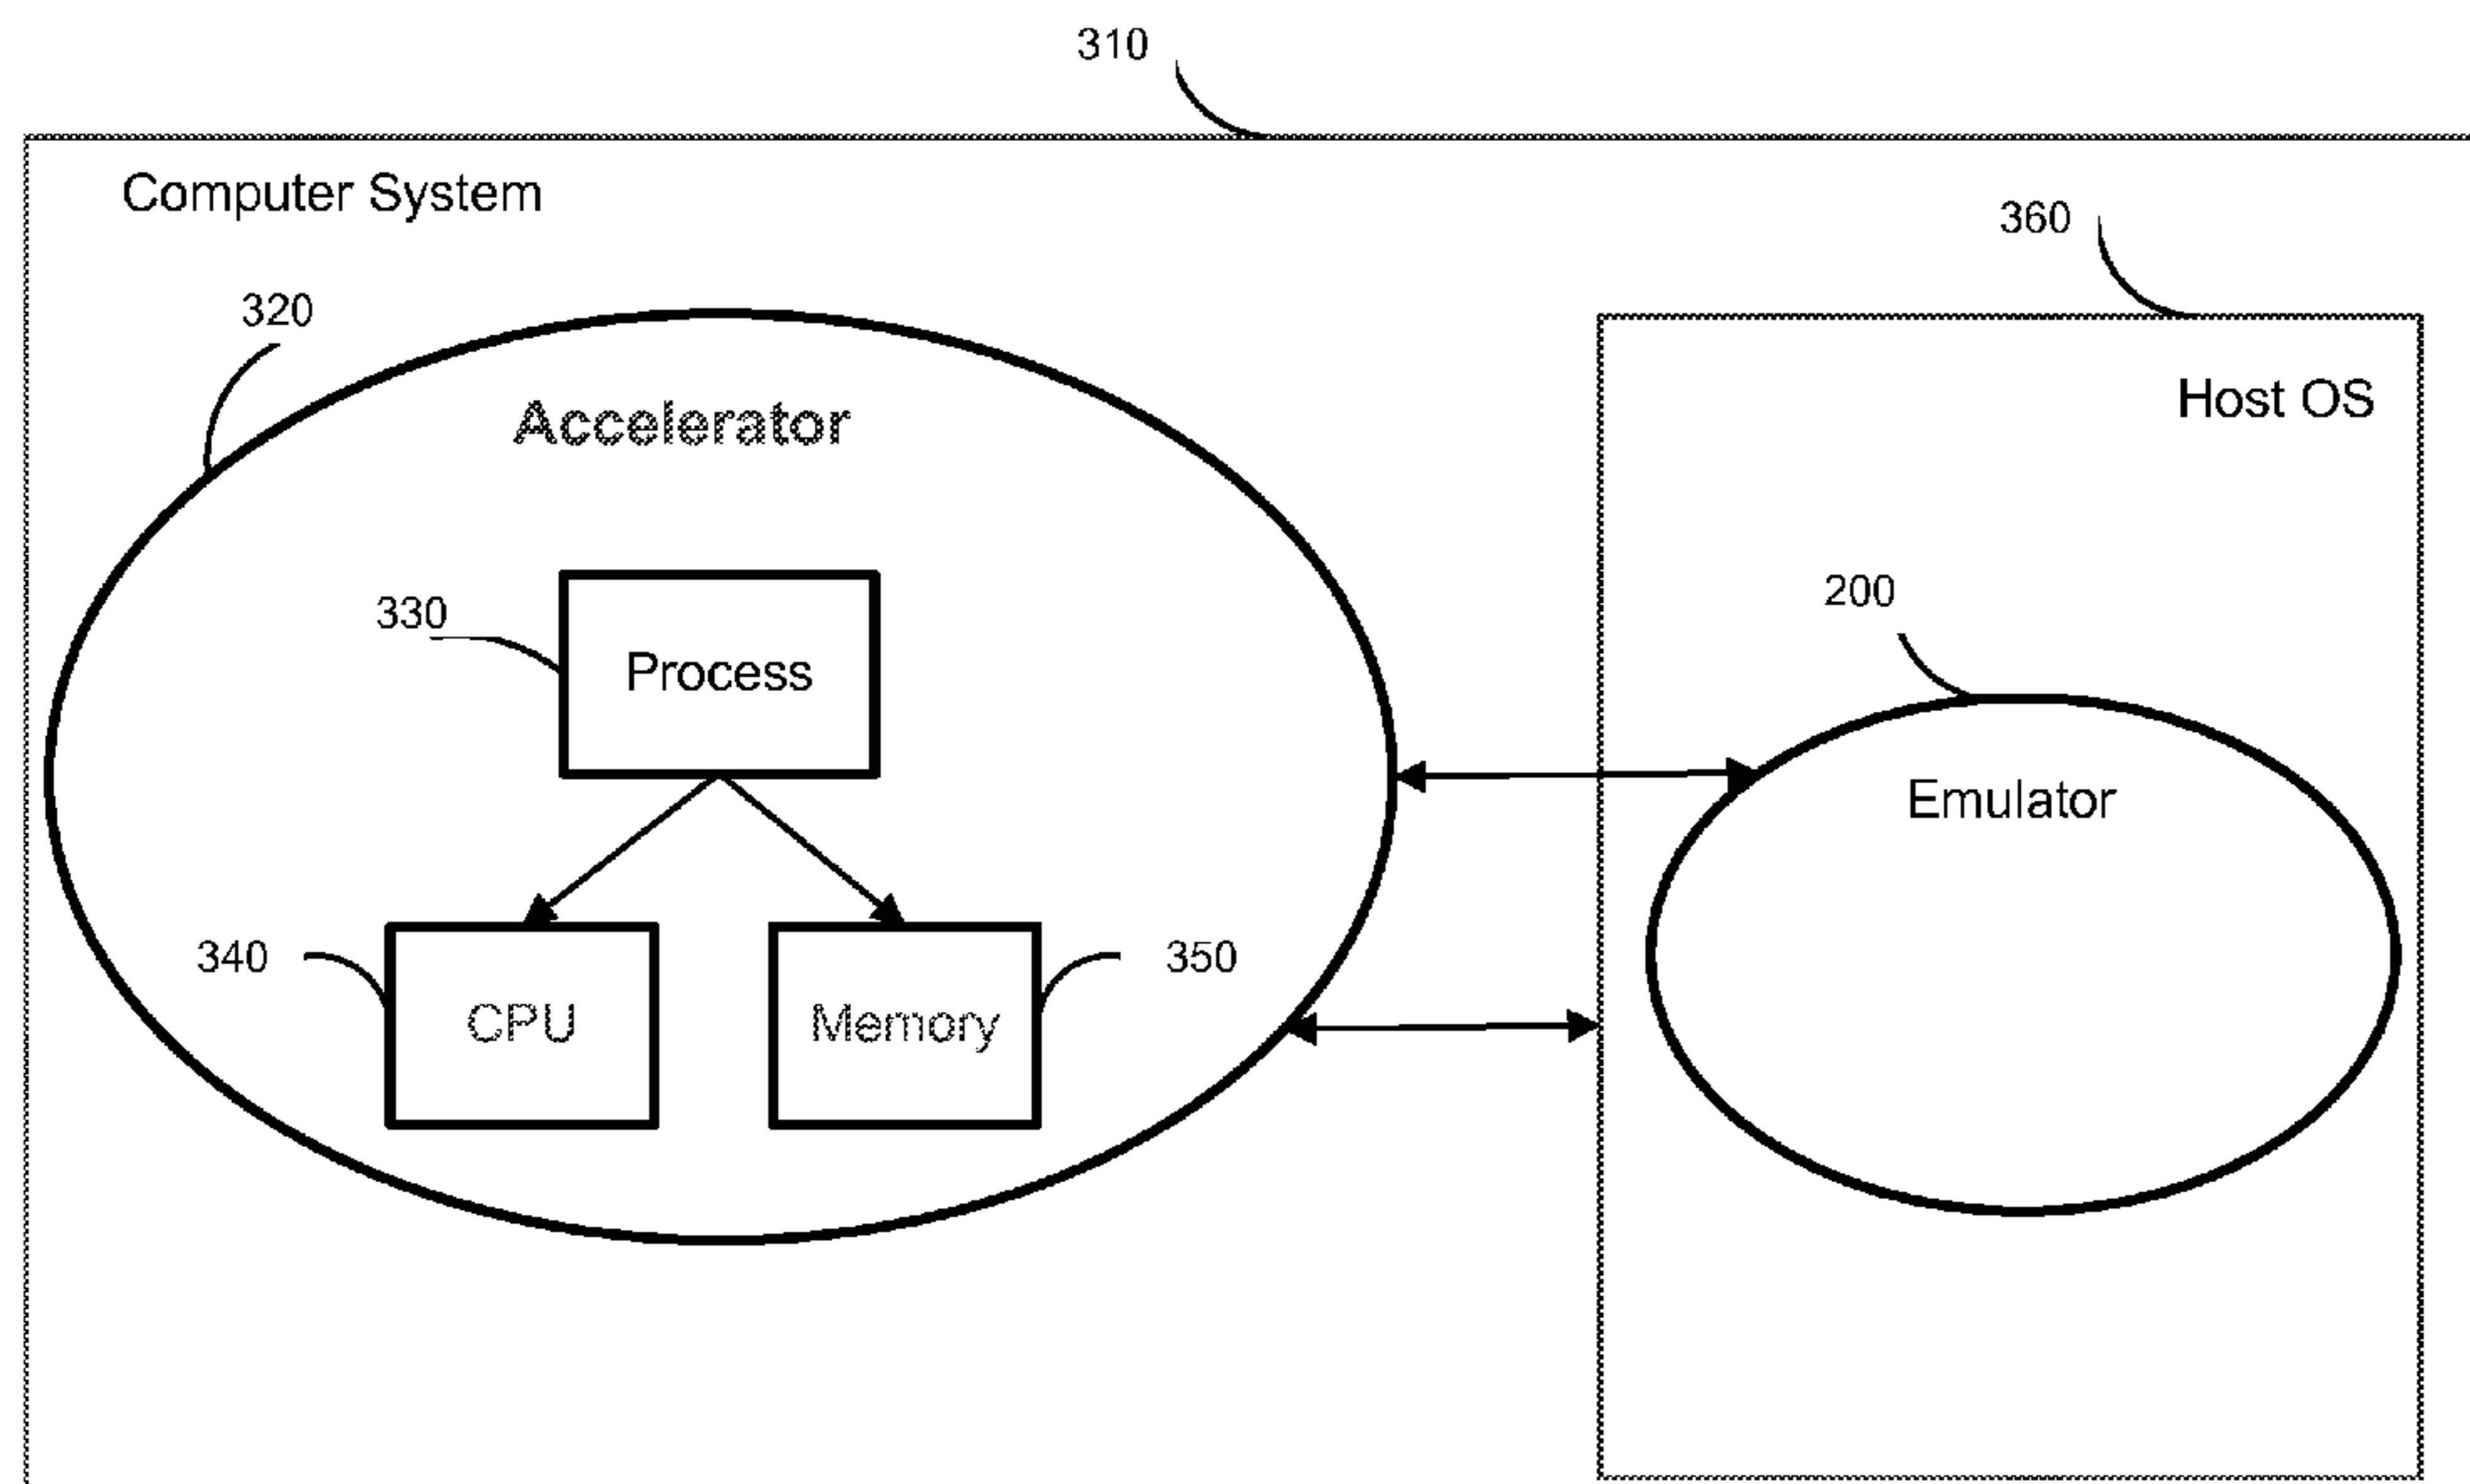 310
Computer System
360
320
Host OS
Accelerator
200
330
Process
Emulator
340
350
CPU
Memory